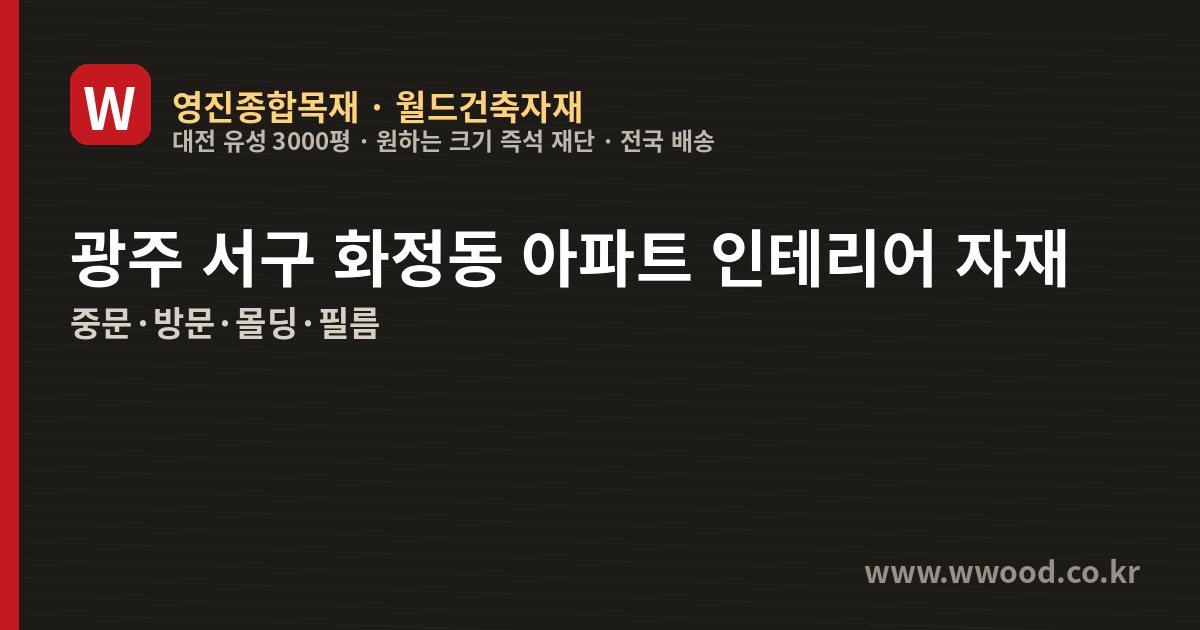 W
영진종합목재 · 월드건축자재
대전 유성 3000평 · 원하는 크기 즉석 재단 · 전국 배송
광주 서구 화정동 아파트 인테리어 자재
중문·방문·몰딩·필름
www.wwood.co.kr